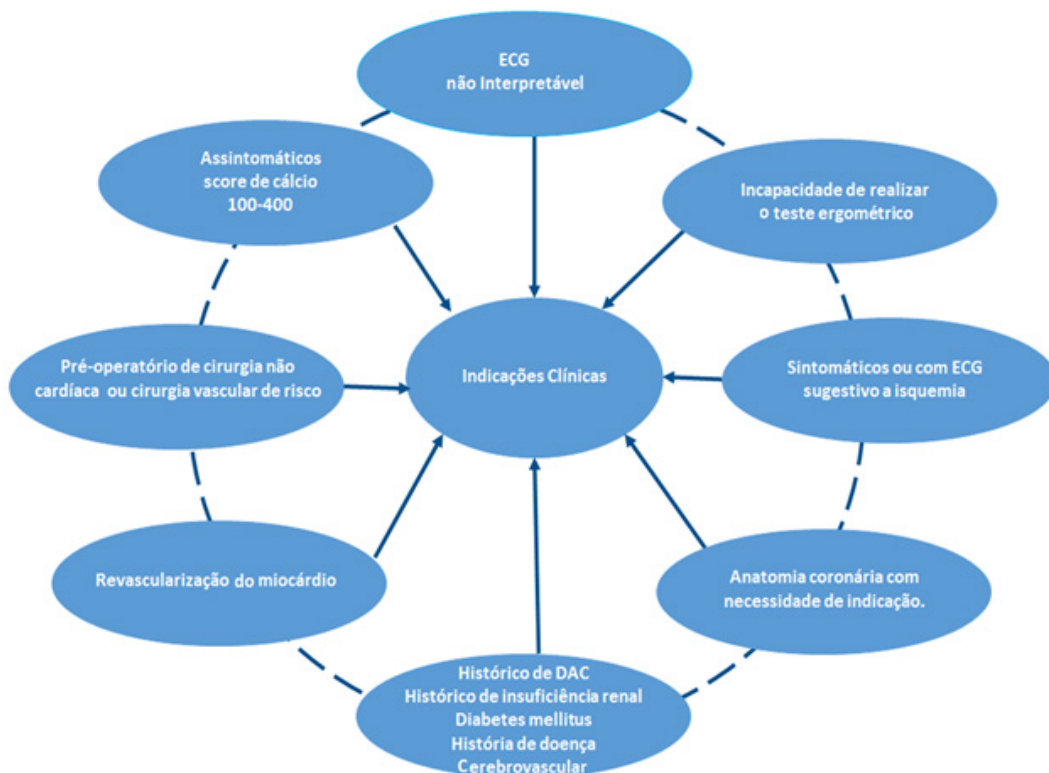 ECG
não Interpretável
Assintomáticos
score de cálcio
100-400
Incapacidade de realizar
o teste ergométrico
Pré-operatório de cirurgia não
cardíaca ou cirurgia vascular de risco
Indicações Clínicas
Sintomáticos ou com ECG
sugestivo a isquemia
Revascularização do miocárdio
Anatomia coronária com
necessidade de indicação.
Histórico de DAC
Histórico de insuficiência renal
Diabetes mellitus
História de doença
Cerebrovascular